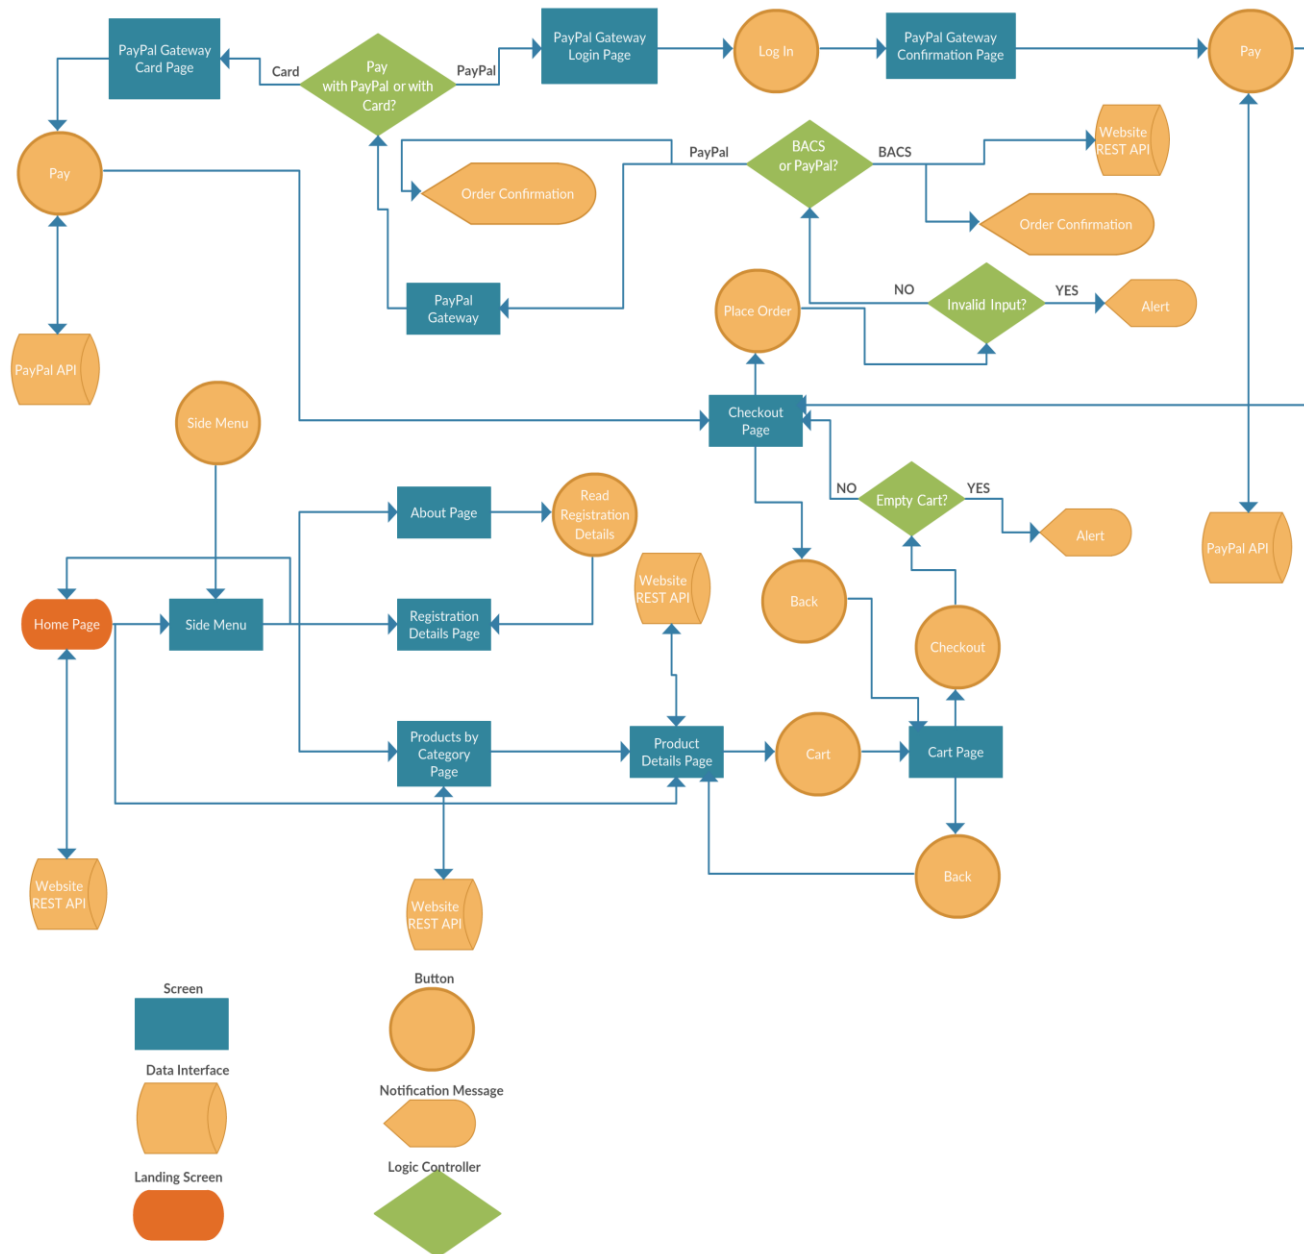 PayPal Gateway
Card Page
Card
Pay
with PayPal or with
Card?
PayPal
PayPal Gateway
Login Page
Log In
PayPal Gateway
Confirmation Page
Pay
Pay
PayPal
BACS
or PayPal?
BACS
Website
REST API
Order Confirmation
Order Confirmation
PayPal
Gateway
Place Order
NO
Invalid Input?
YES
Alert
PayPal API
Side Menu
Checkout
Page
NO
Empty Cart?
YES
Alert
PayPal API
About Page
Read
Registration
Details
Website
REST API
Back
Home Page
Side Menu
Registration
Details Page
Checkout
Products by
Category
Page
Product
Details Page
Cart
Cart Page
Back
Website
REST API
Website
REST API
Screen
Button
Data Interface
Notification Message
Landing Screen
Logic Controller